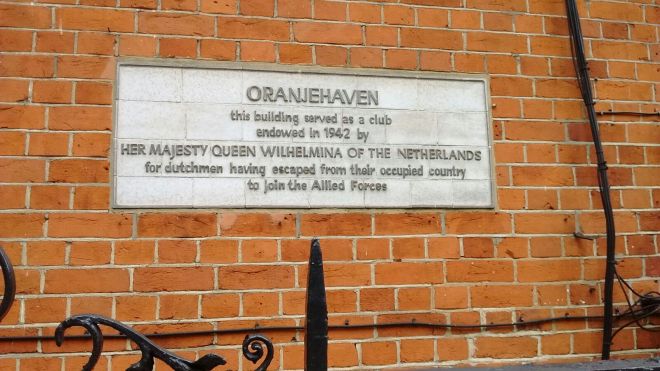 ORANJEHAVEN
this building served as a club
endowed in 1942 by
HER MAJESTY QUEEN WILHELMINA OF THE NETHERLANDS
for dutchmen having escaped from their occupied country
to join the Allied Forces